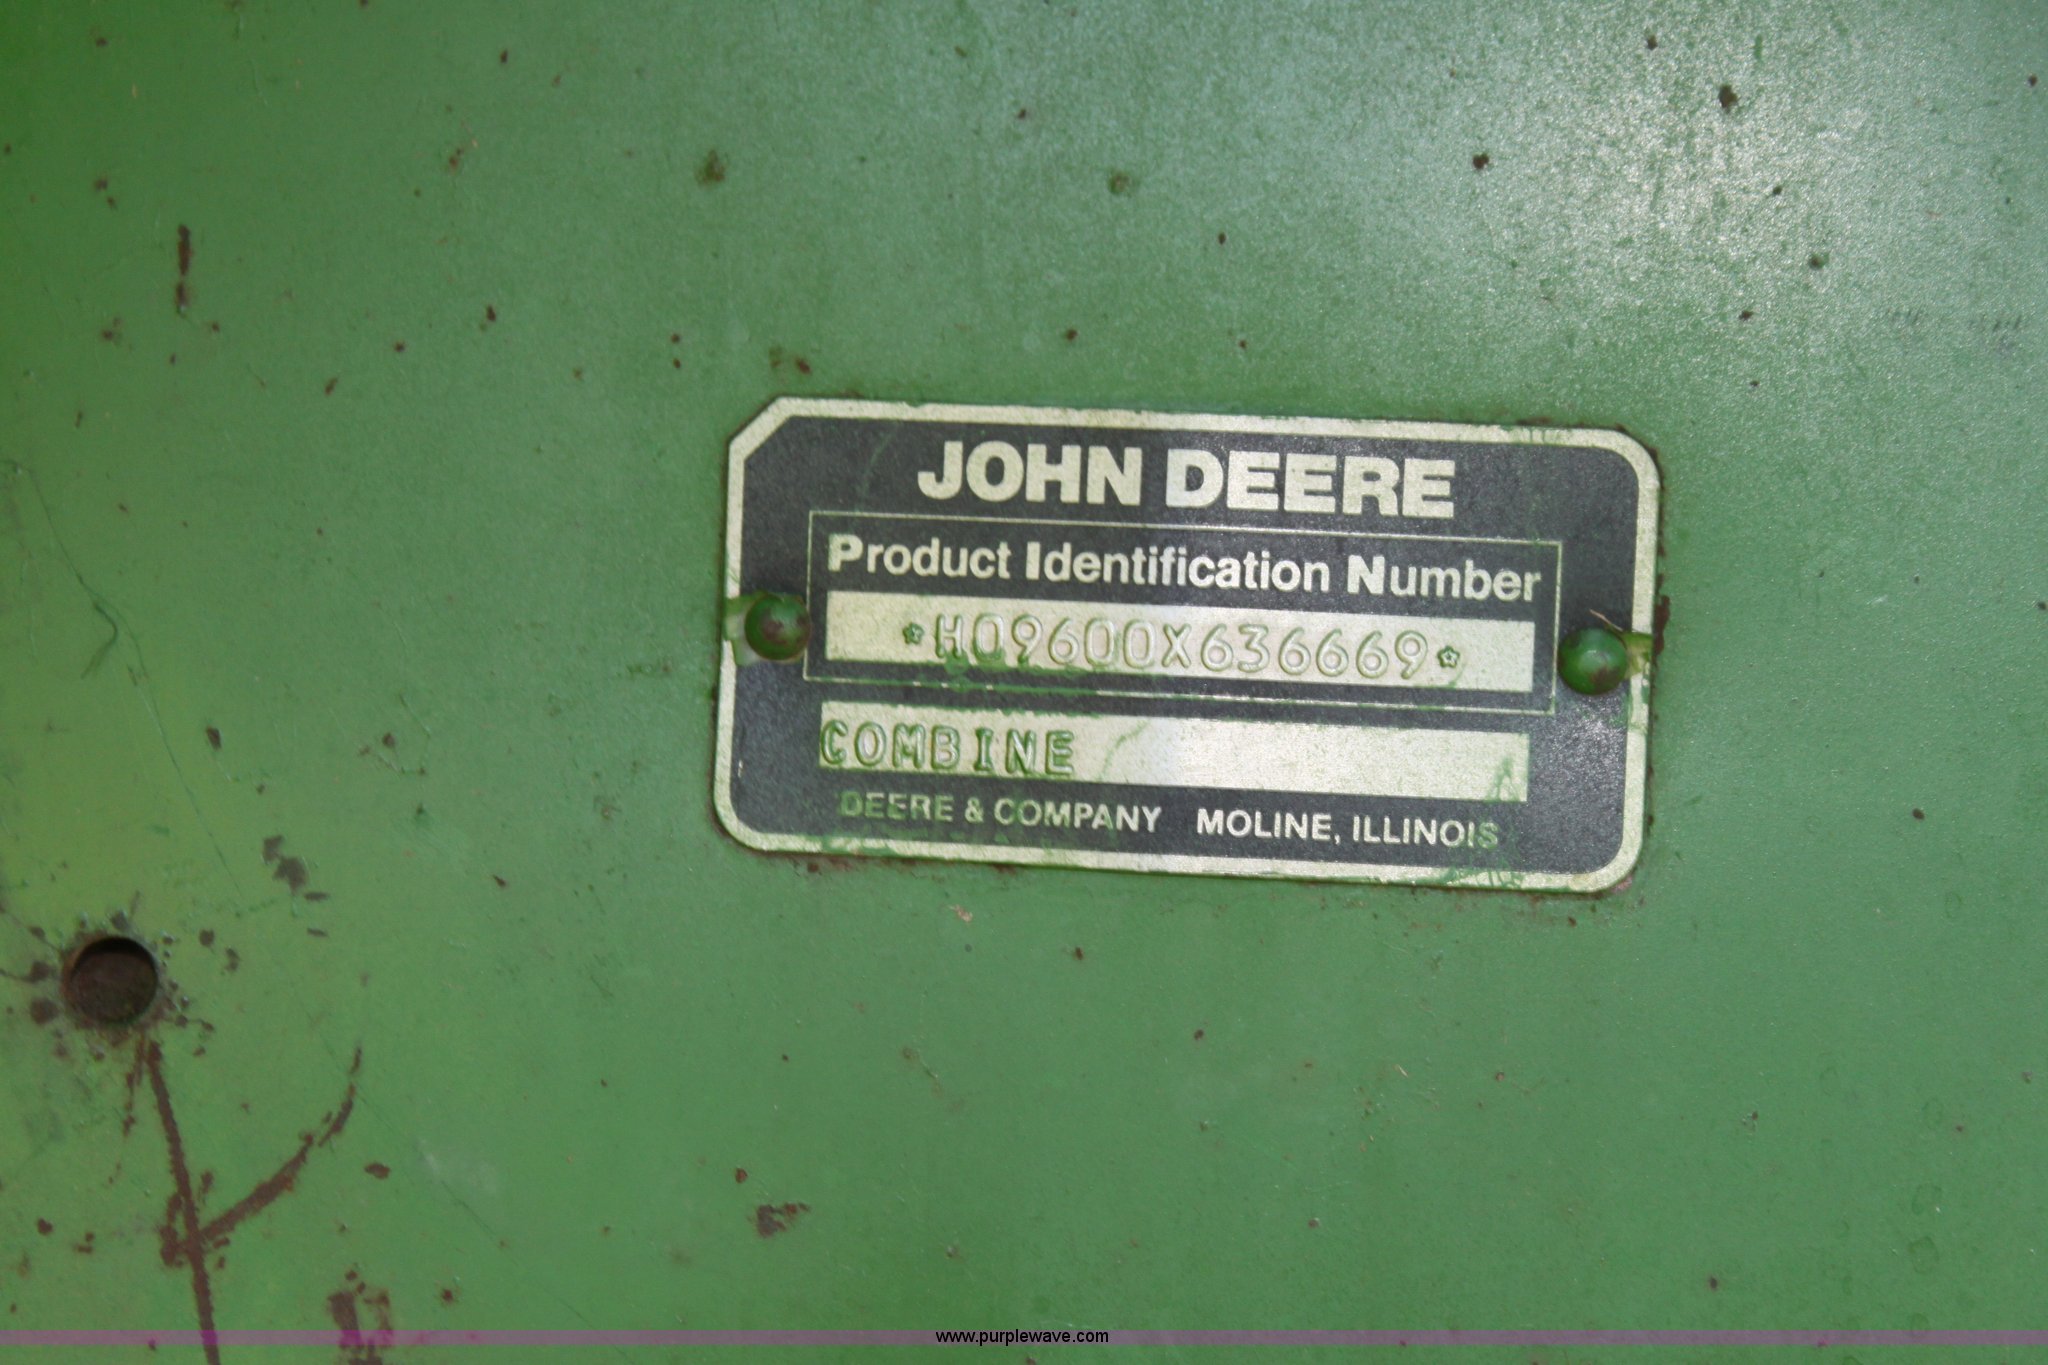 JOHN DEERE
Product Identification Number
*H09600X636669*
COMBINE
DEERE & COMPANY MOLINE, ILLINOIS
www.purplewave.com